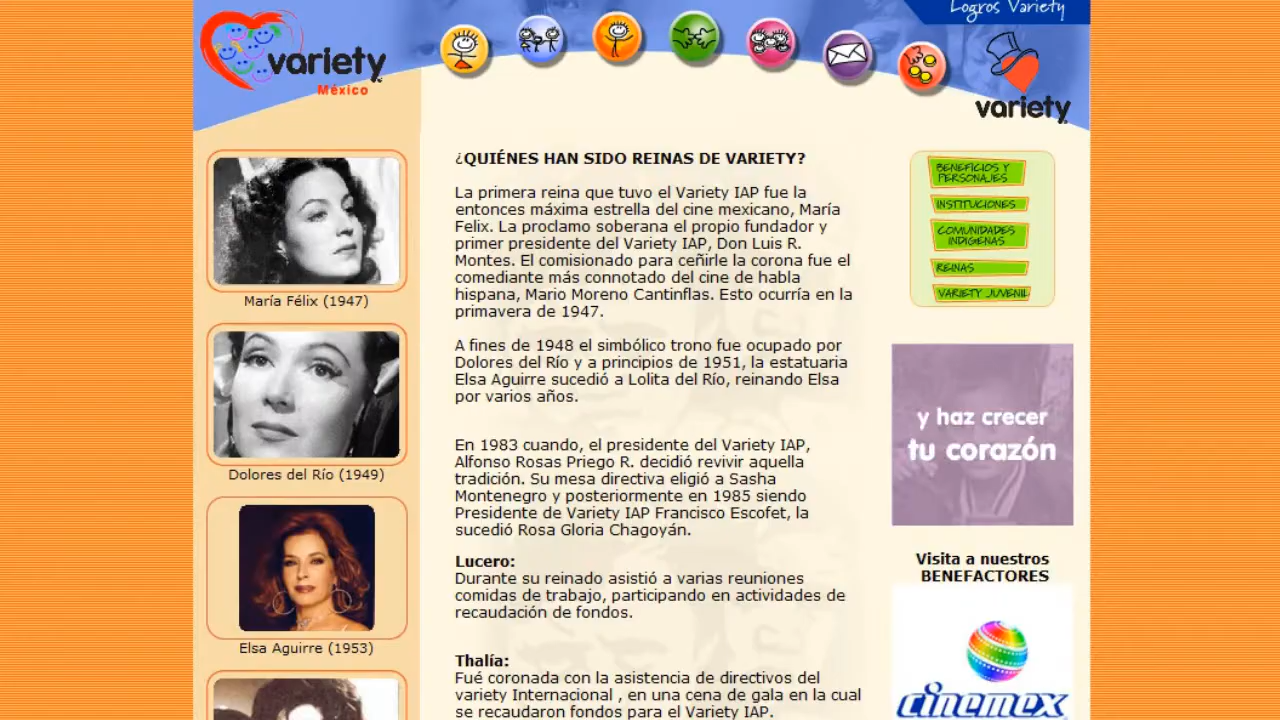 Logros Variety
variety
México
variety
María Félix (1947)
Dolores del Río (1949)
Elsa Aguirre (1953)
¿QUIÉNES HAN SIDO REINAS DE VARIETY?
La primera reina que tuvo el Variety IAP fue la
entonces máxima estrella del cine mexicano, María
Felix. La proclamo soberana el propio fundador y
primer presidente del Variety IAP, Don Luis R.
Montes. El comisionado para ceñirle la corona fue el
comediante más connotado del cine de habla
hispana, Mario Moreno Cantinflas. Esto ocurría en la
primavera de 1947.
A fines de 1948 el simbólico trono fue ocupado por
Dolores del Río y a principios de 1951, la estatuaria
Elsa Aguirre sucedió a Lolita del Río, reinando Elsa
por varios años.
En 1983 cuando, el presidente del Variety IAP,
Alfonso Rosas Priego R. decidió revivir aquella
tradición. Su mesa directiva eligió a Sasha
Montenegro y posteriormente en 1985 siendo
Presidente de Variety IAP Francisco Escofet, la
sucedió Rosa Gloria Chagoyán.
Lucero:
Durante su reinado asistió a varias reuniones
comidas de trabajo, participando en actividades de
recaudación de fondos.
Thalía:
Fué coronada con la asistencia de directivos del
variety Internacional , en una cena de gala en la cual
se recaudaron fondos para el Variety IAP.
BENEFICIOS Y
PERSONAJES
INSTITUCIONES
COMUNIDADES
INDIGENAS
REINAS
VARIETY JUVENIL
y haz crecer
tu corazón
Visita a nuestros
BENEFACTORES
cinemex